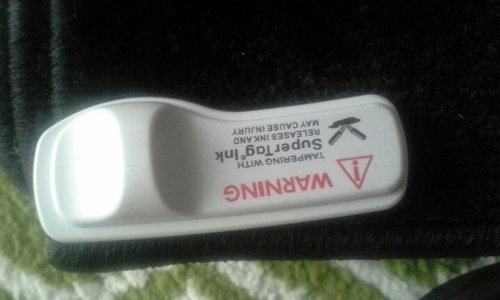 WARNING
TAMPERING WITH
SuperTag® Ink
RELEASES INK AND
MAY CAUSE INJURY